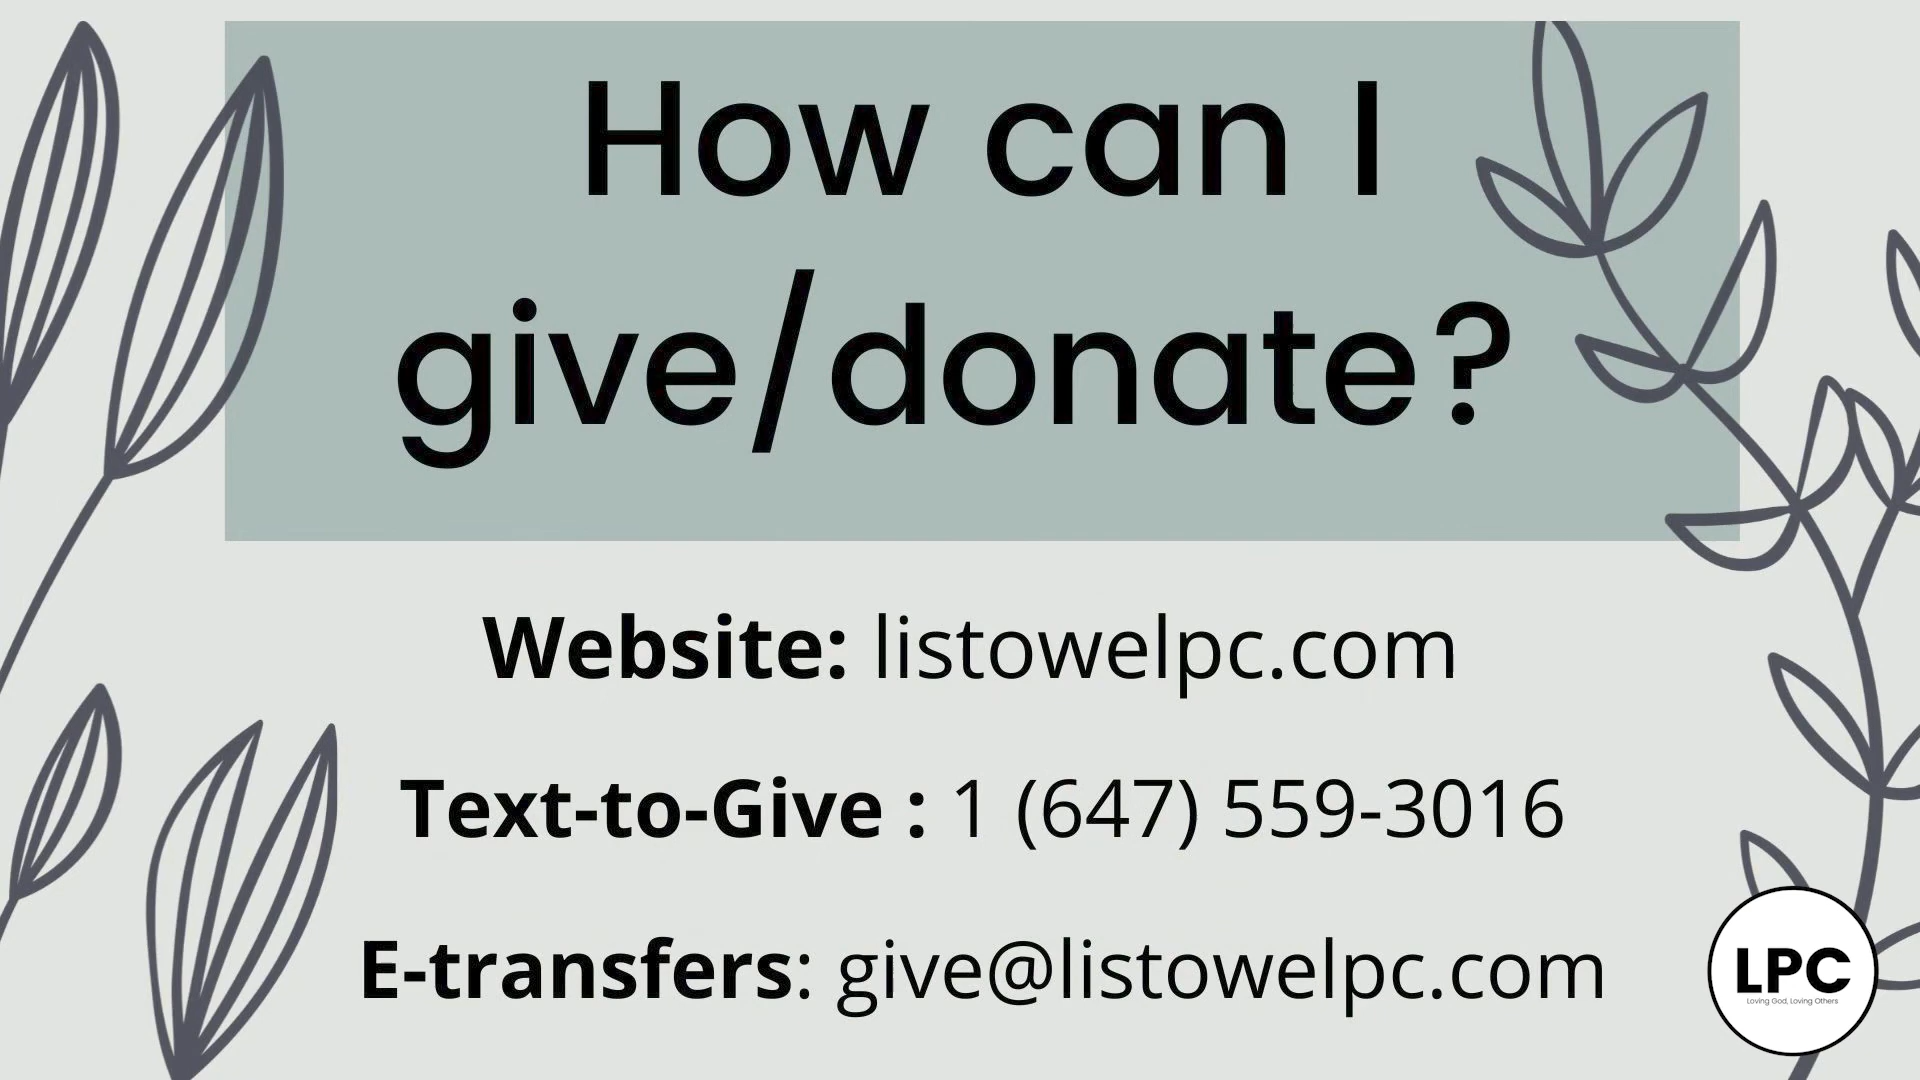 How can I
give/donate?
Website: listowelpc.com
Text-to-Give : 1 (647) 559-3016
E-transfers: give@listowelpc.com
LPC
Loving God, Loving Others